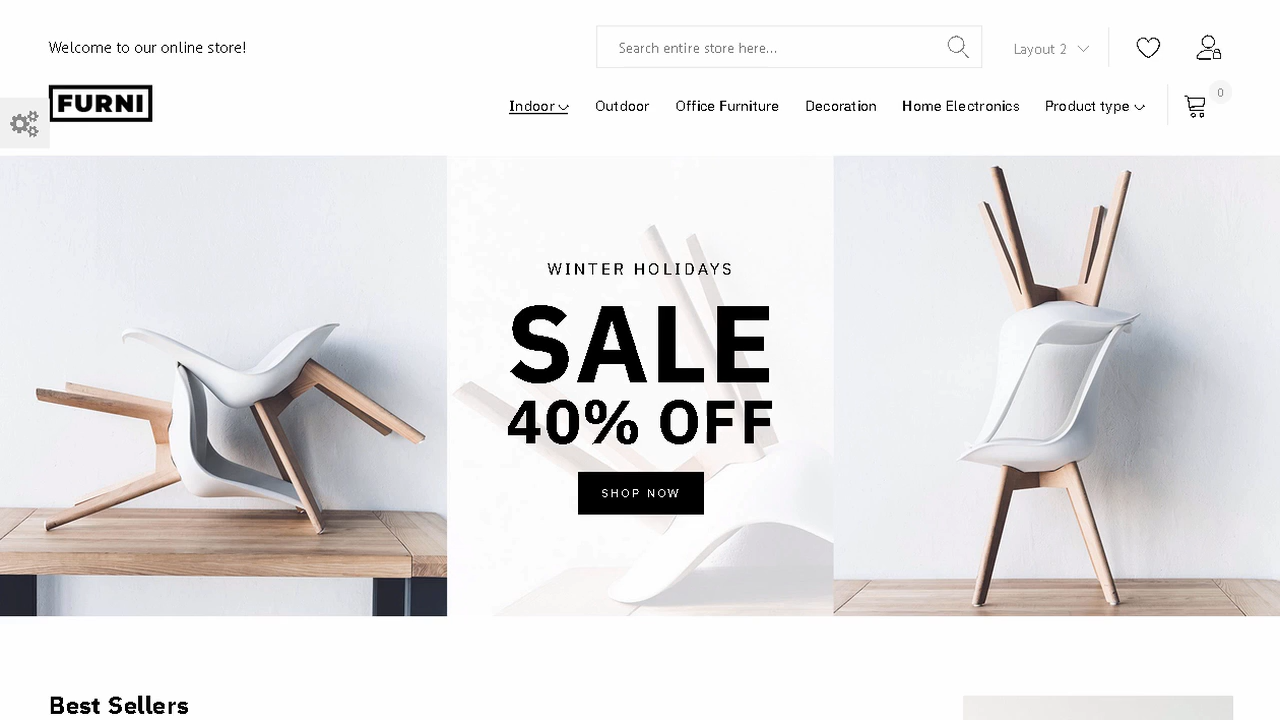 Welcome to our online store!
Search entire store here...
Layout 2
FURNI
Indoor Outdoor Office Furniture Decoration Home Electronics Product type
0
WINTER HOLIDAYS
SALE
40% OFF
SHOP NOW
Best Sellers